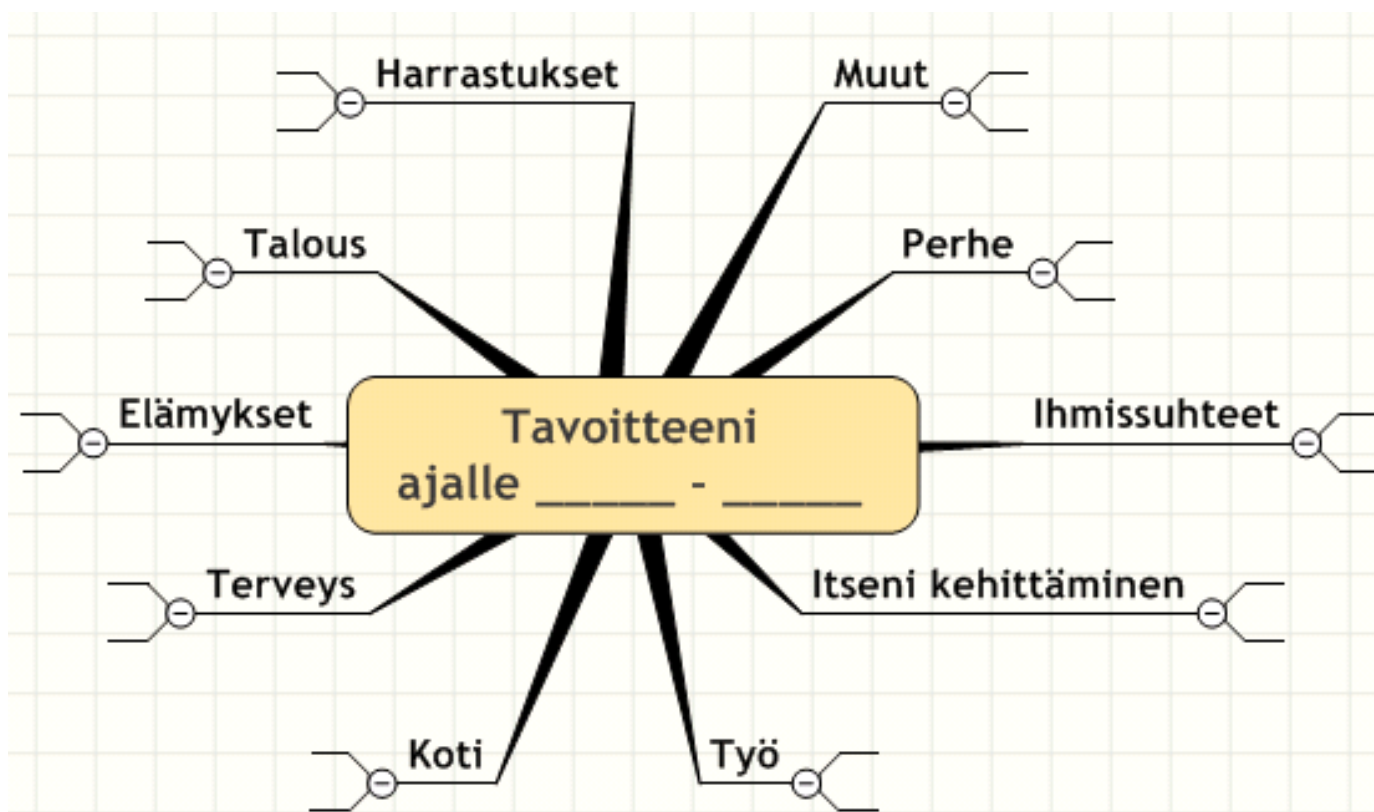 Harrastukset
Muut
Talous
Perhe
Elämykset
Tavoitteeni
ajalle _____ - _____
Ihmissuhteet
Terveys
Itseni kehittäminen
Koti
Työ